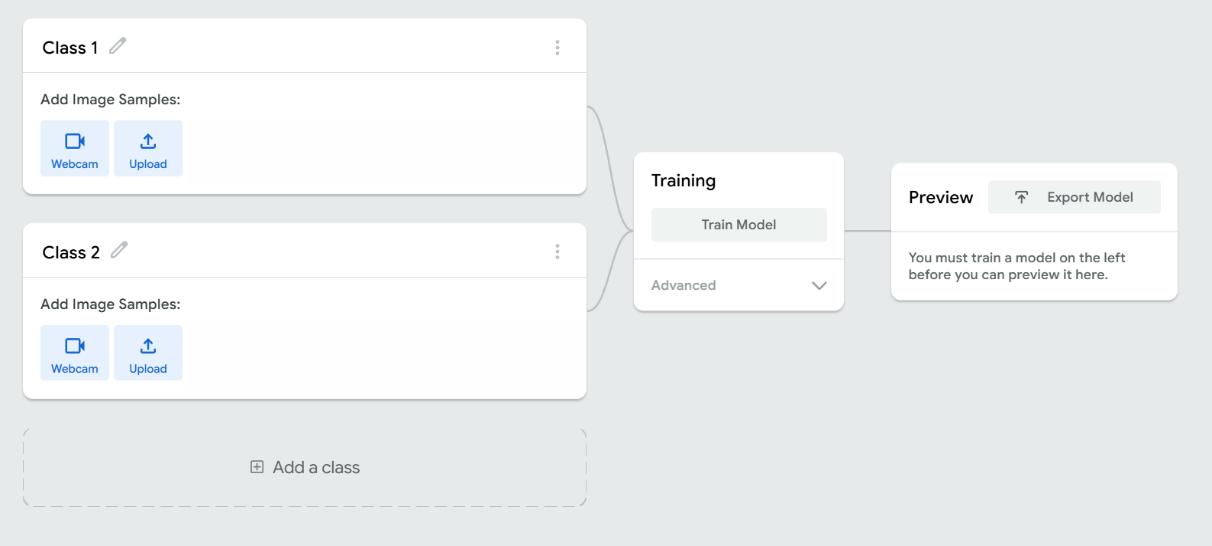 Class 1
Add Image Samples:
Webcam Upload
Class 2
Add Image Samples:
Webcam Upload
Add a class
Training
Train Model
Advanced
Preview Export Model
You must train a model on the left
before you can preview it here.